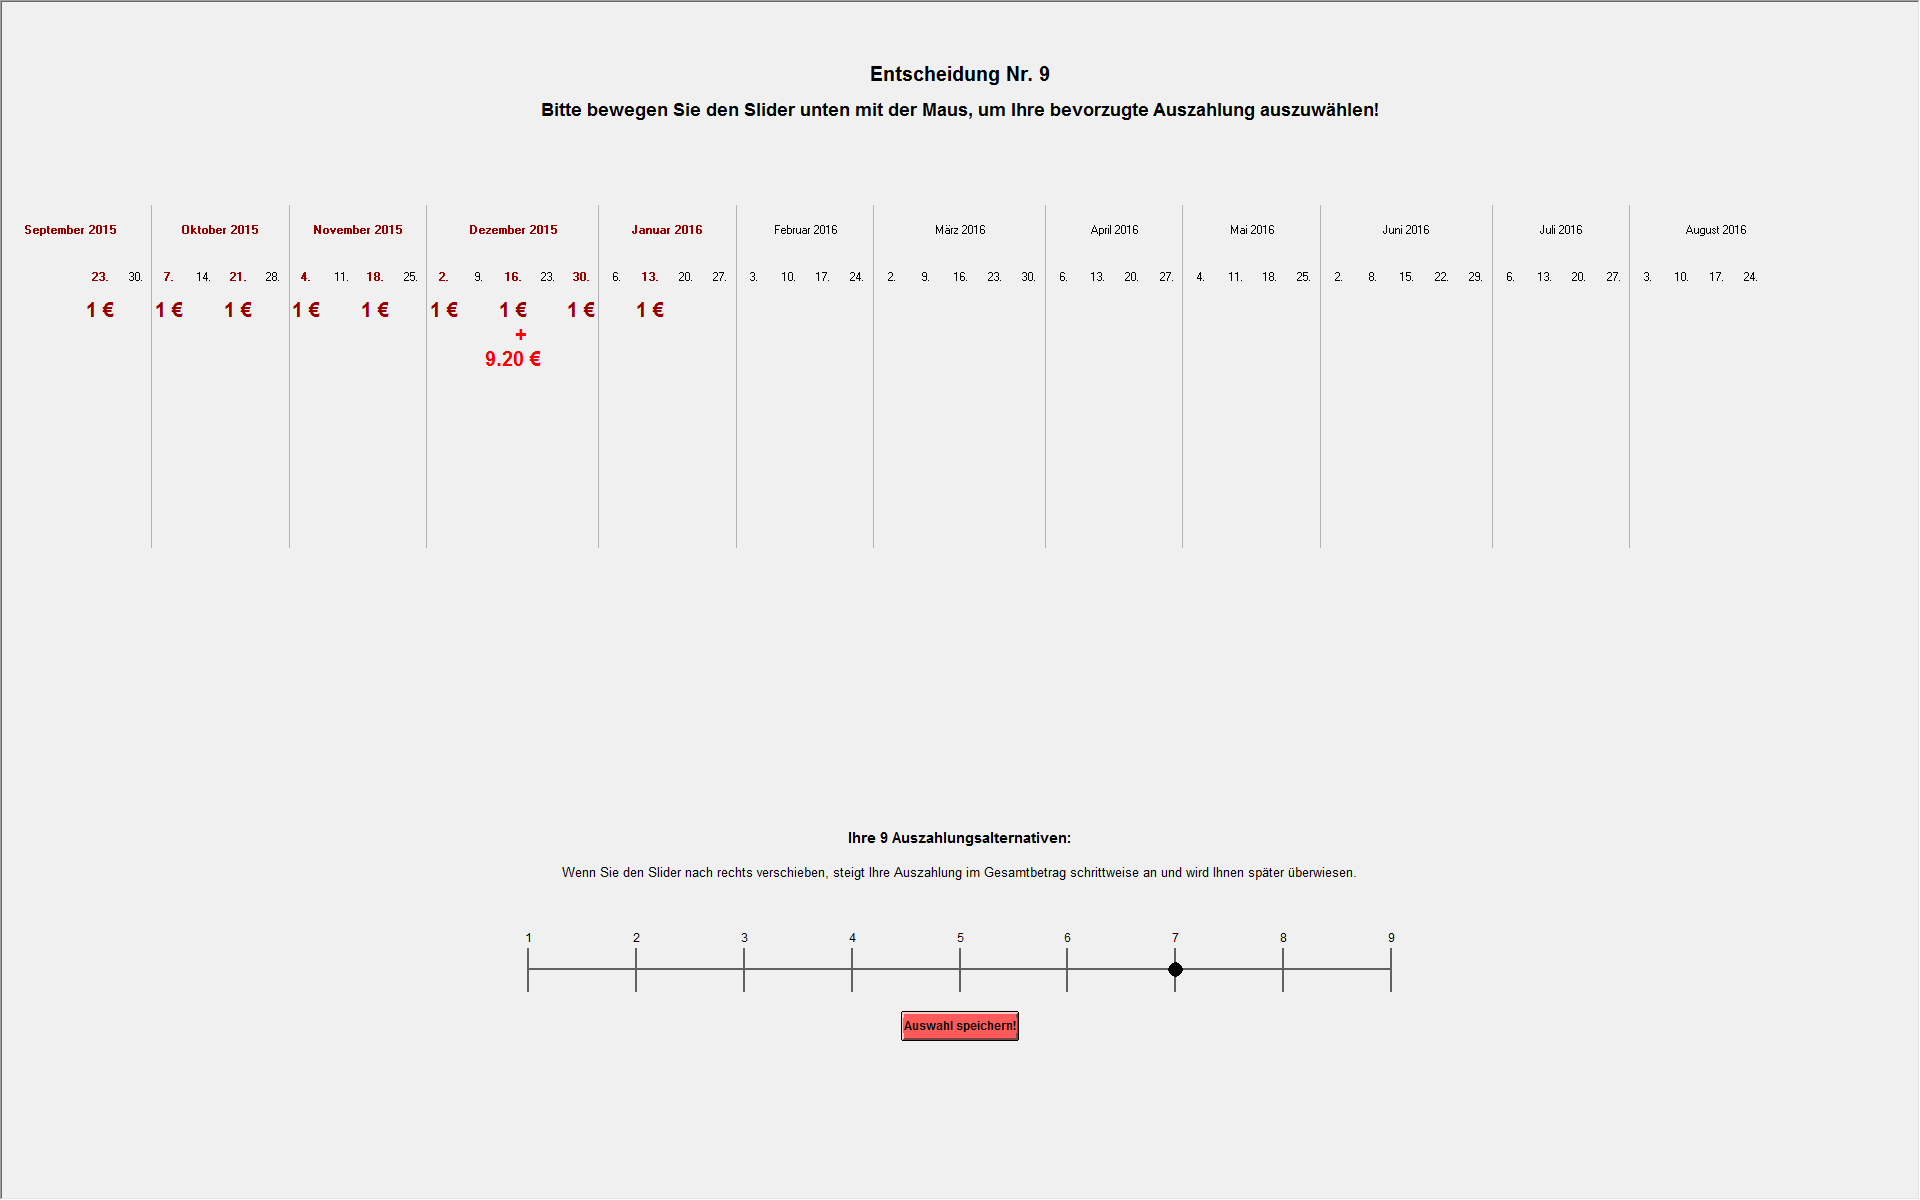 Entscheidung Nr. 9
Bitte bewegen Sie den Slider unten mit der Maus, um Ihre bevorzugte Auszahlung auszuwählen!
September 2015 Oktober 2015 November 2015 Dezember 2015 Januar 2016 Februar 2016 März 2016 April 2016 Mai 2016 Juni 2016 Juli 2016 August 2016
23. 30. 7. 14. 21. 28. 4. 11. 18. 25. 2. 9. 16. 23. 30. 6. 13. 20. 27. 3. 10. 17. 24. 2. 9. 16. 23. 30. 6. 13. 20. 27. 4. 11. 18. 25. 2. 8. 15. 22. 29. 6. 13. 20. 27. 3. 10. 17. 24.
1 € 1 € 1 € 1 € 1 € 1 € 1 € 1 € 1 €
+
9.20 €
Ihre 9 Auszahlungsalternativen:
Wenn Sie den Slider nach rechts verschieben, steigt Ihre Auszahlung im Gesamtbetrag schrittweise an und wird Ihnen später überwiesen.
1 2 3 4 5 6 7 8 9
Auswahl speichern!